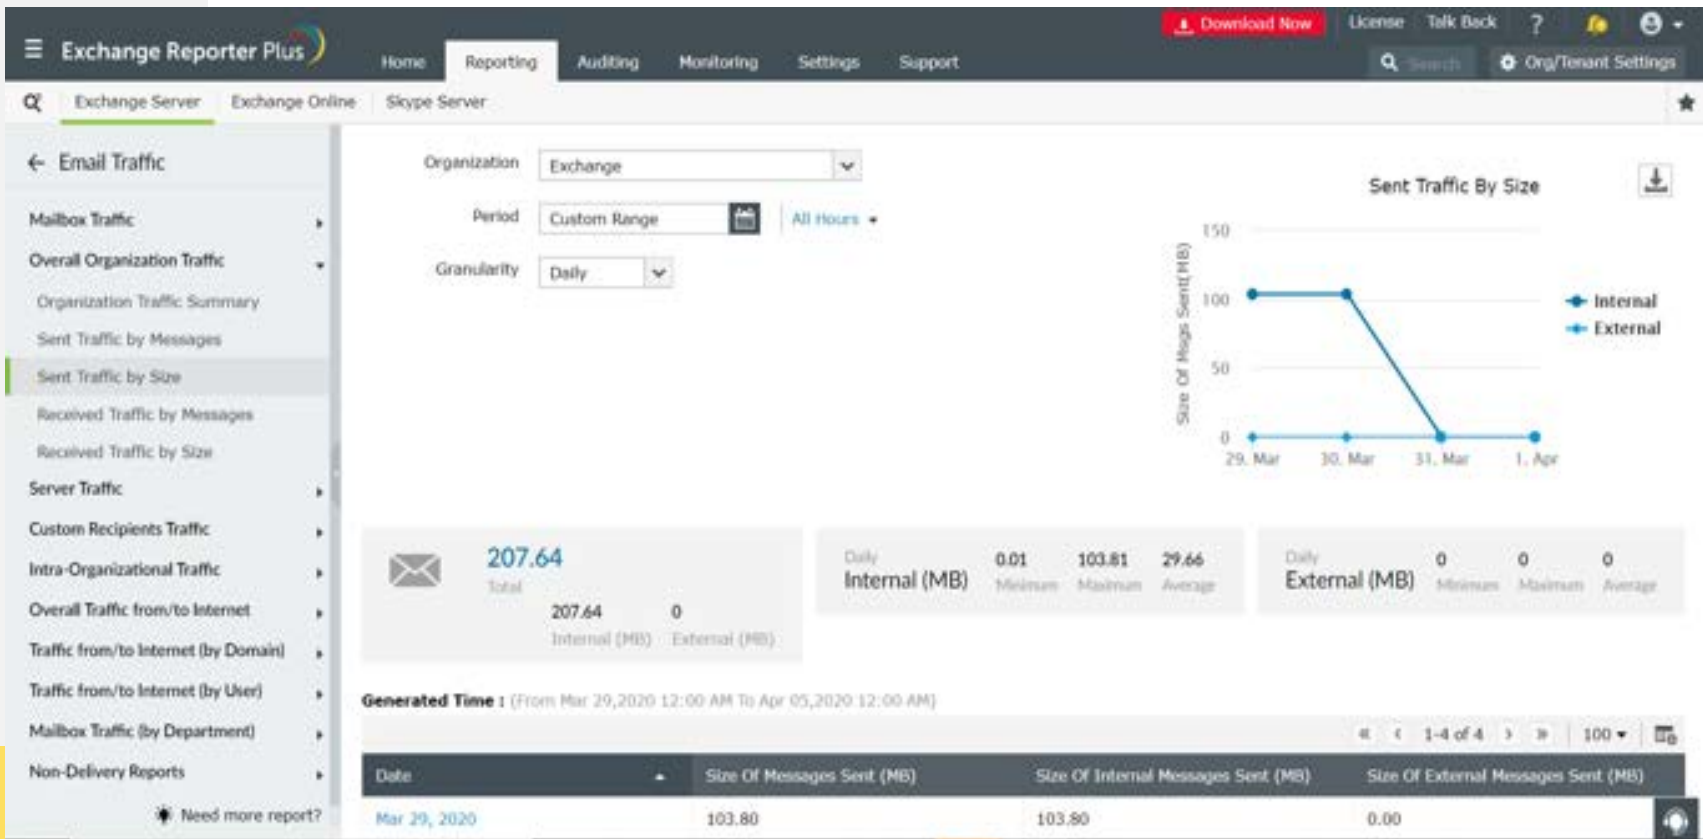 Download Now License Talk Back ?
Exchange Reporter Plus
Home Reporting Auditing Monitoring Settings Support
Search Org/Tenant Settings
Exchange Server Exchange Online Skype Server
Email Traffic
Mailbox Traffic
Overall Organization Traffic
Organization Traffic Summary
Sent Traffic by Messages
Sent Traffic by Size
Received Traffic by Messages
Received Traffic by Size
Server Traffic
Custom Recipients Traffic
Intra-Organizational Traffic
Overall Traffic from/to Internet
Traffic from/to Internet (by Domain)
Traffic from/to Internet (by User)
Mailbox Traffic (by Department)
Non-Delivery Reports
Need more report?
Organization Exchange
Period Custom Range All Hours
Granularity Daily
Sent Traffic By Size
Size Of Msgs Sent(MB)
150
100
50
0
29. Mar 30. Mar 31. Mar 1. Apr
Internal
External
207.64
Total
207.64 0
Internal (MB) External (MB)
Daily
Internal (MB)
0.01 103.81 29.66
Minimum Maximum Average
Daily
External (MB)
0 0 0
Minimum Maximum Average
Generated Time : (From Mar 29,2020 12:00 AM To Apr 05,2020 12:00 AM)
« ‹ 1-4 of 4 › » 100
Date Size Of Messages Sent (MB) Size Of Internal Messages Sent (MB) Size Of External Messages Sent (MB)
Mar 29, 2020 103.80 103.80 0.00